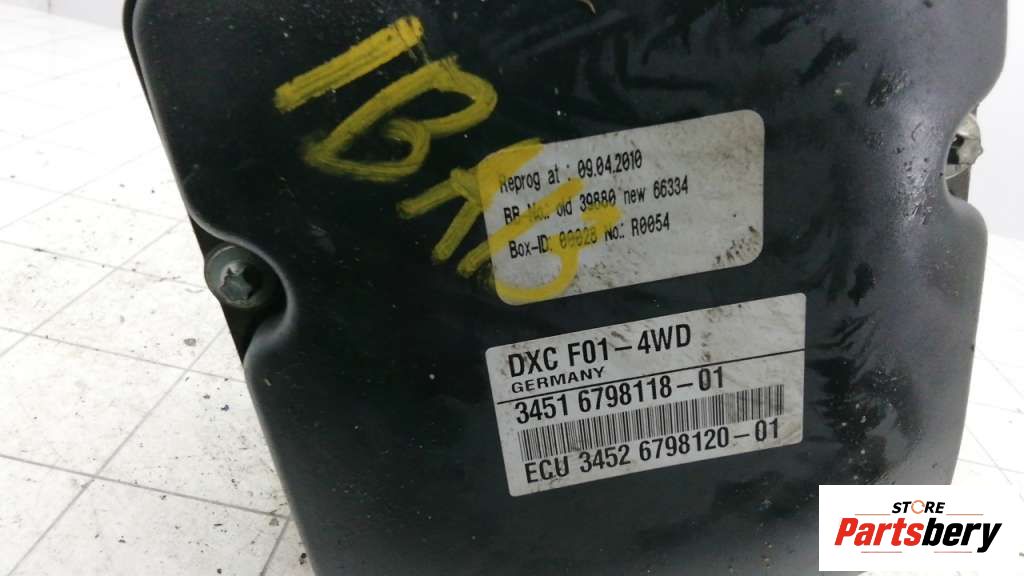 Reprog at : 09.04.2010
BB No.: old 39880 new 66334
Box-ID: 00028 No.: R0054
DXC F01-4WD
GERMANY
3451 6798118-01
ECU 3452 6798120-01
STORE
Partsbery